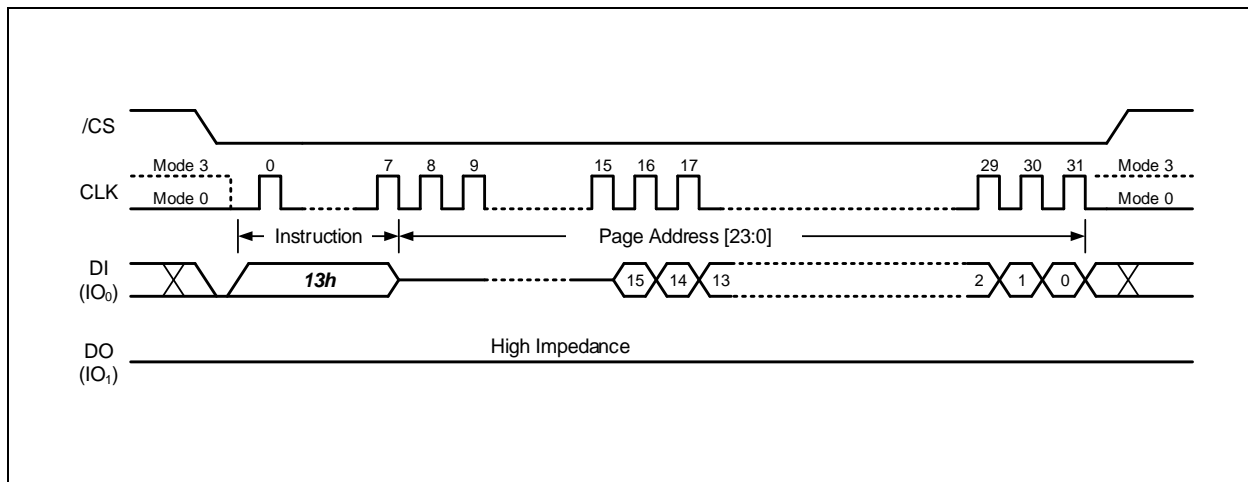 /CS
Mode 3 0 7 8 9 15 16 17 29 30 31 Mode 3
CLK
Mode 0 Mode 0
Instruction Page Address [23:0]
DI
(IO₀)
13h 15 14 13 2 1 0
High Impedance
DO
(IO₁)